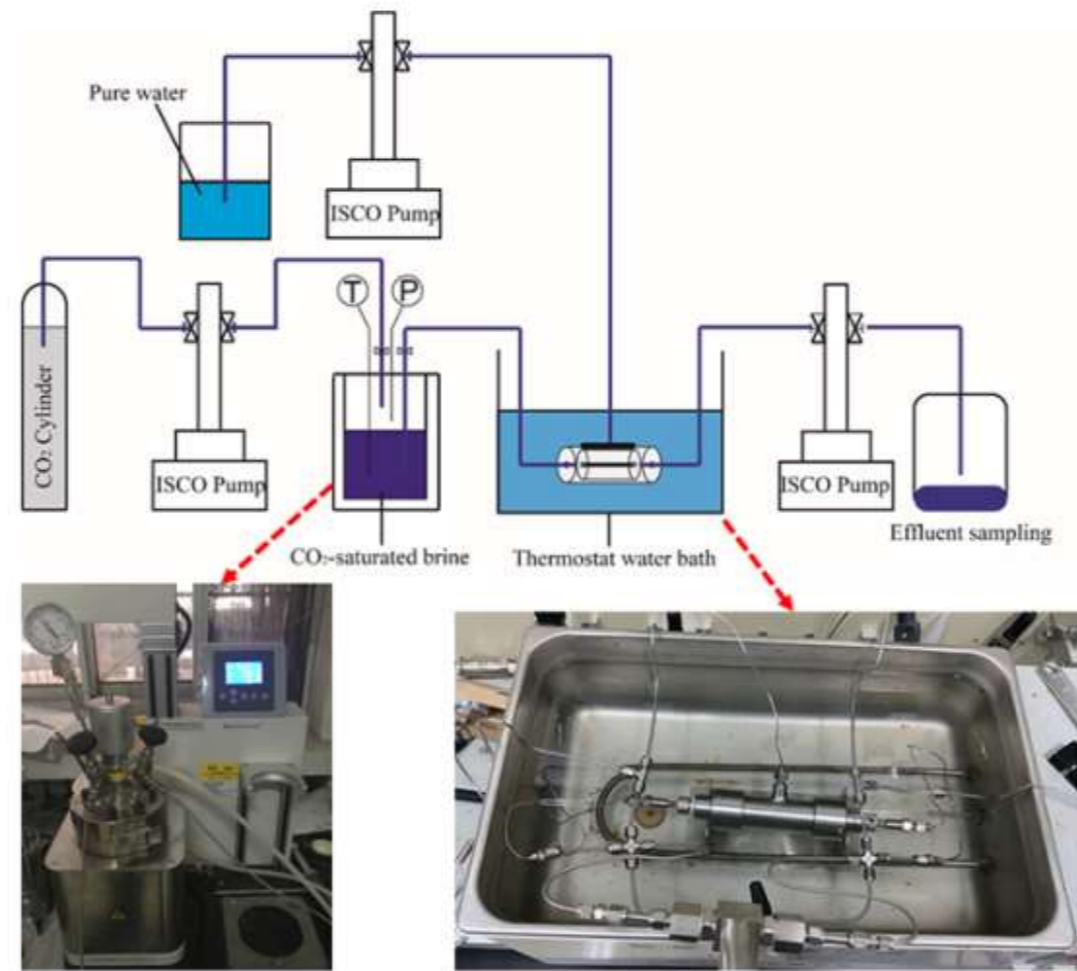 Pure water
ISCO Pump
T
P
CO₂ Cylinder
ISCO Pump
ISCO Pump
CO₂-saturated brine
Thermostat water bath
Effluent sampling